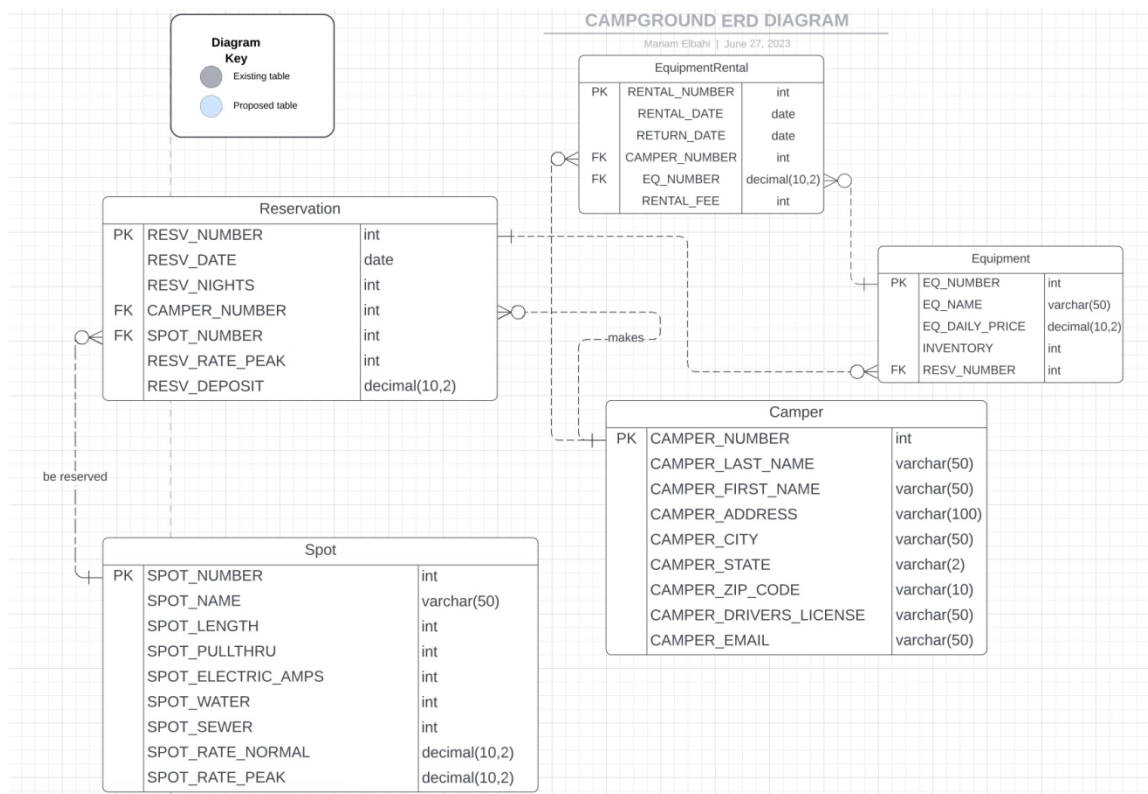 CAMPGROUND ERD DIAGRAM
Mariam Elbahi | June 27, 2023
Diagram
Key
Existing table
Proposed table
EquipmentRental
PK RENTAL_NUMBER int
RENTAL_DATE date
RETURN_DATE date
FK CAMPER_NUMBER int
FK EQ_NUMBER decimal(10,2)
RENTAL_FEE int
Reservation
PK RESV_NUMBER int
RESV_DATE date
RESV_NIGHTS int
FK CAMPER_NUMBER int
FK SPOT_NUMBER int
RESV_RATE_PEAK int
RESV_DEPOSIT decimal(10,2)
Equipment
PK EQ_NUMBER int
EQ_NAME varchar(50)
EQ_DAILY_PRICE decimal(10,2)
INVENTORY int
FK RESV_NUMBER int
makes
Camper
PK CAMPER_NUMBER int
CAMPER_LAST_NAME varchar(50)
CAMPER_FIRST_NAME varchar(50)
CAMPER_ADDRESS varchar(100)
CAMPER_CITY varchar(50)
CAMPER_STATE varchar(2)
CAMPER_ZIP_CODE varchar(10)
CAMPER_DRIVERS_LICENSE varchar(50)
CAMPER_EMAIL varchar(50)
be reserved
Spot
PK SPOT_NUMBER int
SPOT_NAME varchar(50)
SPOT_LENGTH int
SPOT_PULLTHRU int
SPOT_ELECTRIC_AMPS int
SPOT_WATER int
SPOT_SEWER int
SPOT_RATE_NORMAL decimal(10,2)
SPOT_RATE_PEAK decimal(10,2)